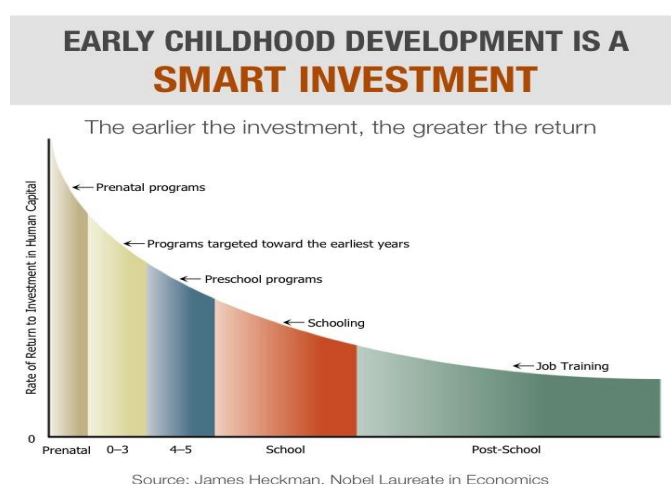 EARLY CHILDHOOD DEVELOPMENT IS A
SMART INVESTMENT
The earlier the investment, the greater the return
Rate of Return to Investment in Human Capital
Prenatal programs
Programs targeted toward the earliest years
Preschool programs
Schooling
Job Training
0
Prenatal 0–3 4–5 School Post-School
Source: James Heckman, Nobel Laureate in Economics